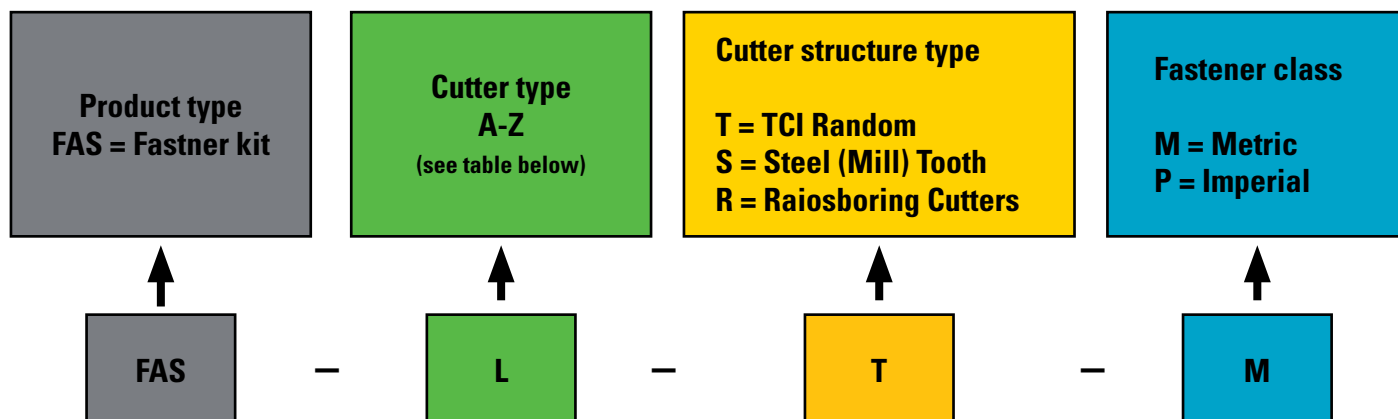 Product type
FAS = Fastner kit
Cutter type
A-Z
(see table below)
Cutter structure type
T = TCI Random
S = Steel (Mill) Tooth
R = Raiosboring Cutters
Fastener class
M = Metric
P = Imperial
FAS – L – T – M